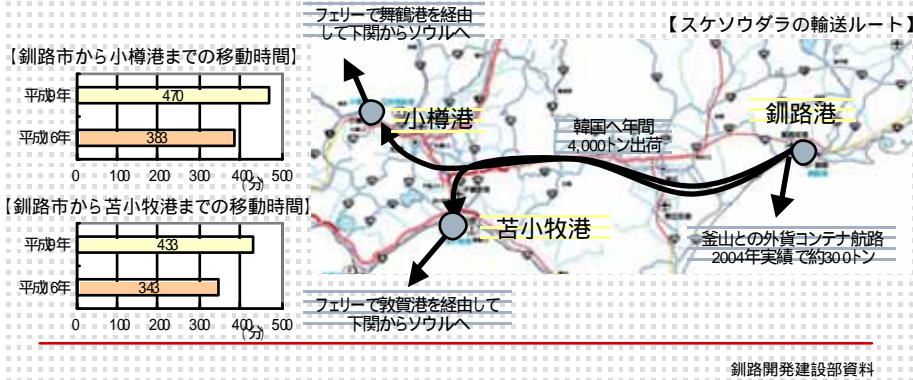 フェリーで舞鶴港を経由
して下関からソウルへ
【スケソウダラの輸送ルート】
【釧路市から小樽港までの移動時間】
0 100 200 300 400 500
平成9年
470
平成16年
383
0 100 200 300 400 500
(分)
小樽港
韓国へ年間
4,000トン出荷
釧路港
【釧路市から苫小牧港までの移動時間】
平成9年
433
平成16年
343
0 100 200 300 400 500
(分)
苫小牧港
釜山との外貨コンテナ航路
2004年実績で約300トン
フェリーで敦賀港を経由して
下関からソウルへ
釧路開発建設部資料